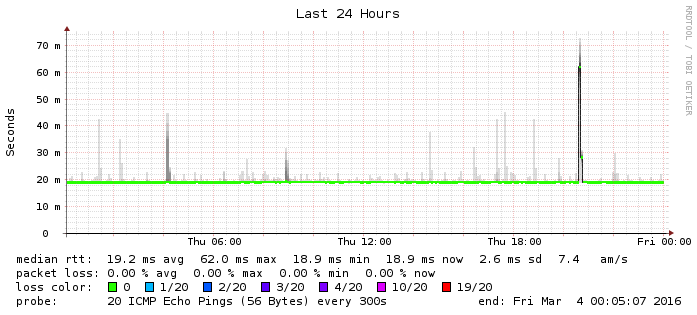 Last 24 Hours
70 m
60 m
50 m
40 m
30 m
20 m
10 m
0
Seconds
RRDTOOL / TOBI OETIKER
Thu 06:00 Thu 12:00 Thu 18:00 Fri 00:00
median rtt: 19.2 ms avg 62.0 ms max 18.9 ms min 18.9 ms now 2.6 ms sd 7.4 am/s
packet loss: 0.00 % avg 0.00 % max 0.00 % min 0.00 % now
loss color: 0 1/20 2/20 3/20 4/20 10/20 19/20
probe: 20 ICMP Echo Pings (56 Bytes) every 300s end: Fri Mar 4 00:05:07 2016